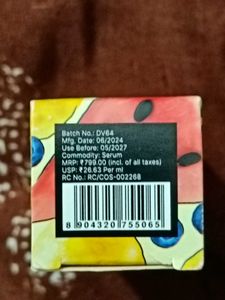 Batch No.: DV64
Mfg. Date: 06/2024
Use Before: 05/2027
Commodity: Serum
MRP: ₹799.00 (incl. of all taxes)
USP: ₹26.63 Per ml
RC No.: RC/COS-002268
8 904320 755065